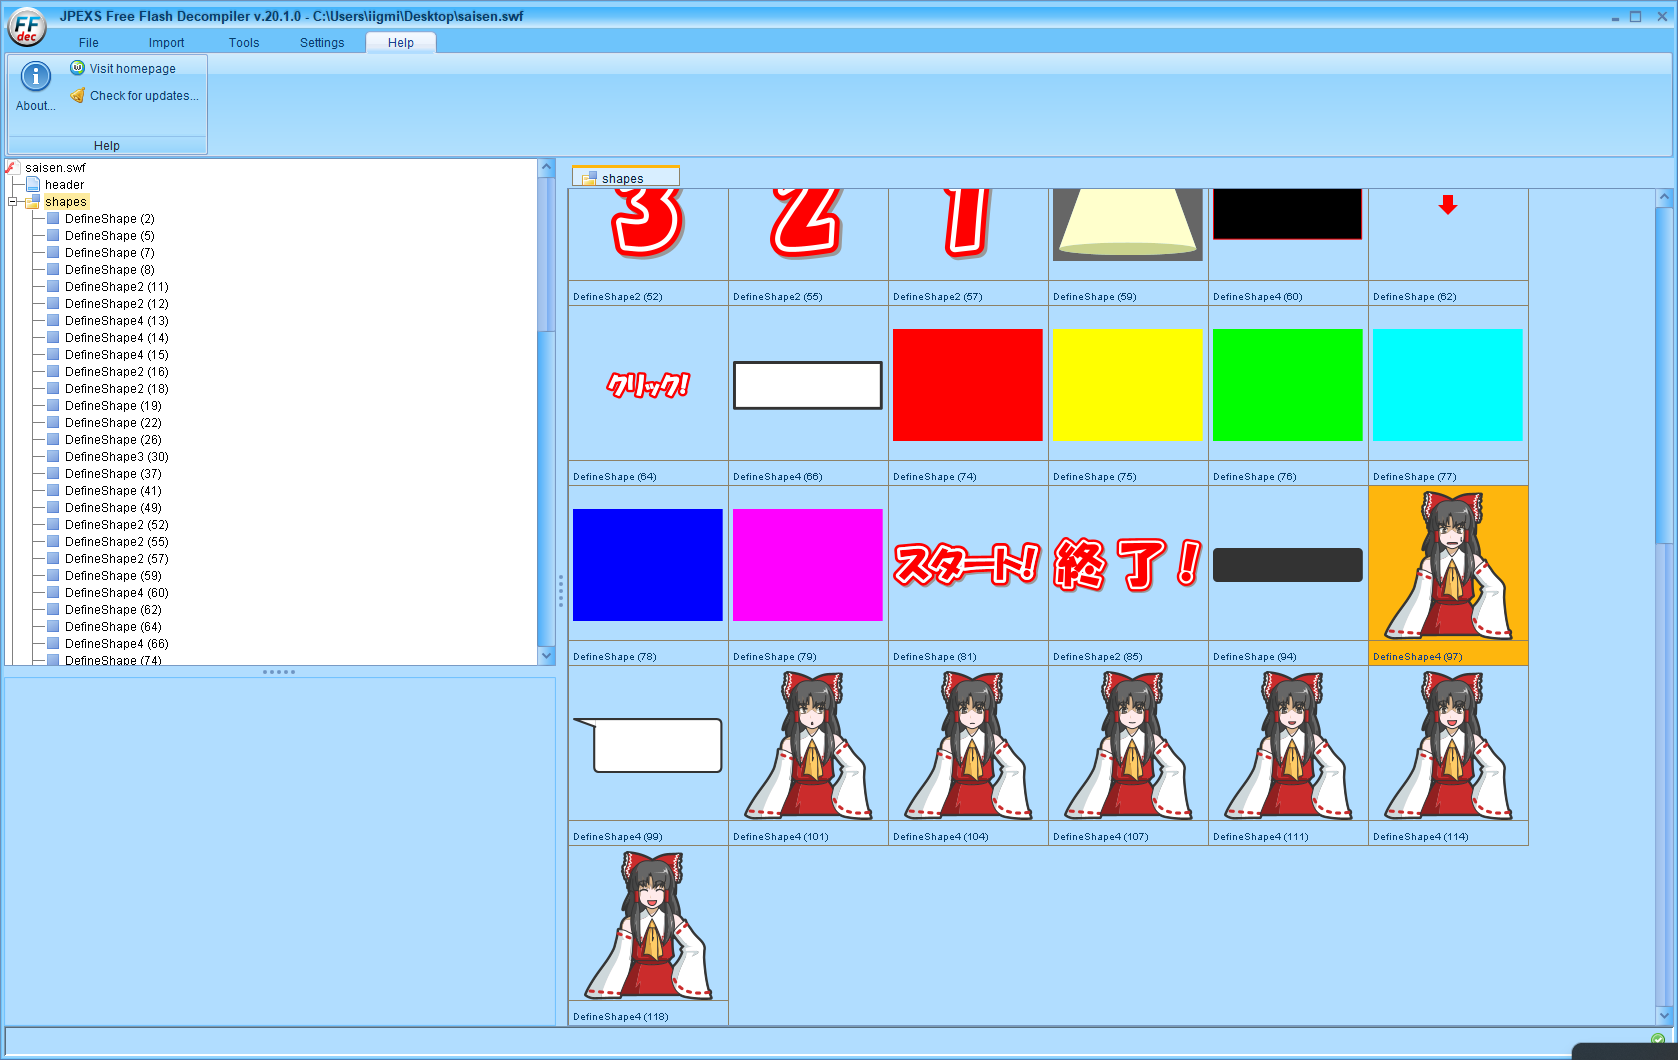 JPEXS Free Flash Decompiler v.20.1.0 - C:\Users\iigmi\Desktop\saisen.swf
FF
dec
File Import Tools Settings Help
About...
Visit homepage
Check for updates...
Help
saisen.swf
header
shapes
DefineShape (2)
DefineShape (5)
DefineShape (7)
DefineShape (8)
DefineShape2 (11)
DefineShape2 (12)
DefineShape4 (13)
DefineShape4 (14)
DefineShape4 (15)
DefineShape2 (16)
DefineShape2 (18)
DefineShape (19)
DefineShape (22)
DefineShape (26)
DefineShape3 (30)
DefineShape (37)
DefineShape (41)
DefineShape (49)
DefineShape2 (52)
DefineShape2 (55)
DefineShape2 (57)
DefineShape (59)
DefineShape4 (60)
DefineShape (62)
DefineShape (64)
DefineShape4 (66)
DefineShape (74)
shapes
3 2 1
DefineShape2 (52) DefineShape2 (55) DefineShape2 (57) DefineShape (59) DefineShape4 (60) DefineShape (62)
クリック!
DefineShape (64) DefineShape4 (66) DefineShape (74) DefineShape (75) DefineShape (76) DefineShape (77)
スタート! 終了!
DefineShape (78) DefineShape (79) DefineShape (81) DefineShape2 (85) DefineShape (94) DefineShape4 (97)
DefineShape4 (99) DefineShape4 (101) DefineShape4 (104) DefineShape4 (107) DefineShape4 (111) DefineShape4 (114)
DefineShape4 (118)